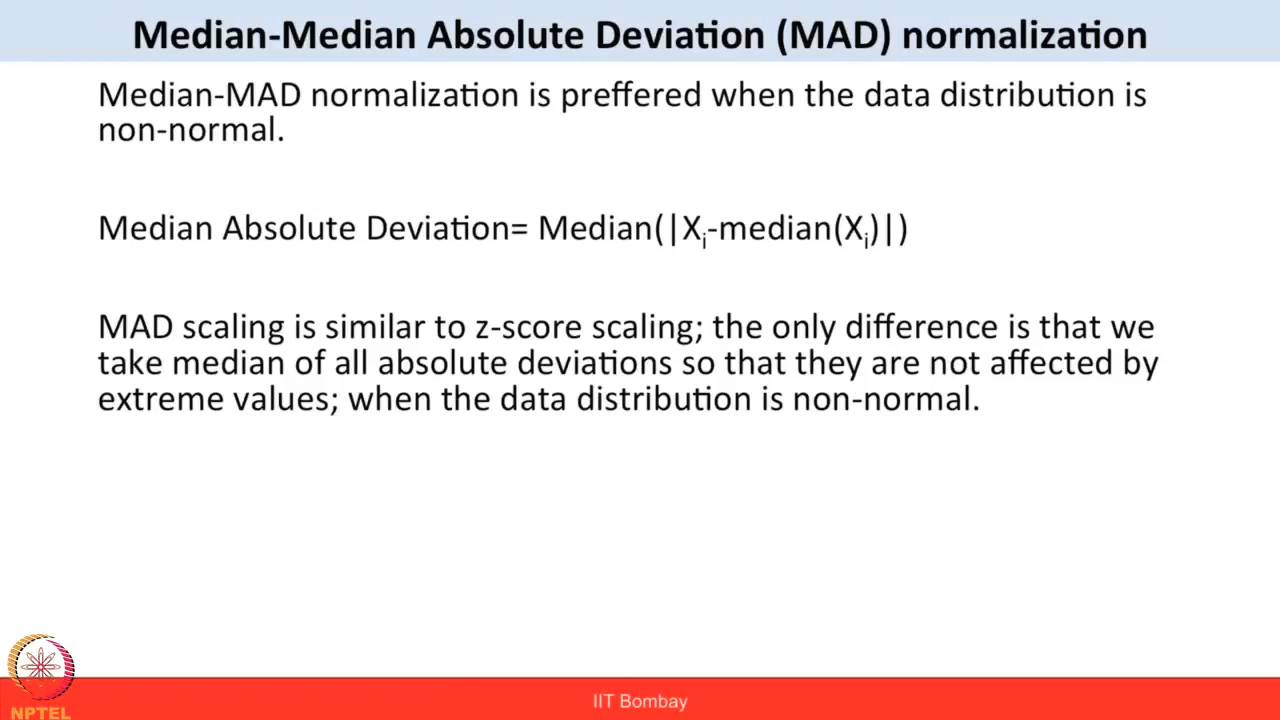 Median-Median Absolute Deviation (MAD) normalization
Median-MAD normalization is preffered when the data distribution is
non-normal.
Median Absolute Deviation= Median(|Xi-median(Xi)|)
MAD scaling is similar to z-score scaling; the only difference is that we
take median of all absolute deviations so that they are not affected by
extreme values; when the data distribution is non-normal.
NPTEL
IIT Bombay